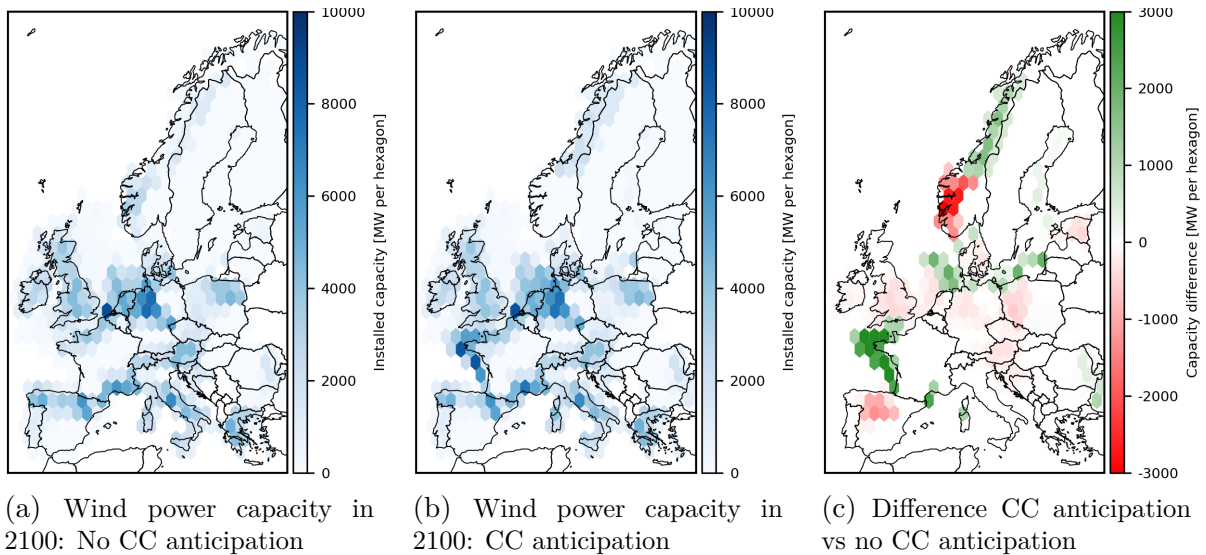 10000
8000
6000
4000
2000
0
Installed capacity [MW per hexagon]
10000
8000
6000
4000
2000
0
Installed capacity [MW per hexagon]
3000
2000
1000
0
-1000
-2000
-3000
Capacity difference [MW per hexagon]
(a) Wind power capacity in
2100: No CC anticipation
(b) Wind power capacity in
2100: CC anticipation
(c) Difference CC anticipation
vs no CC anticipation